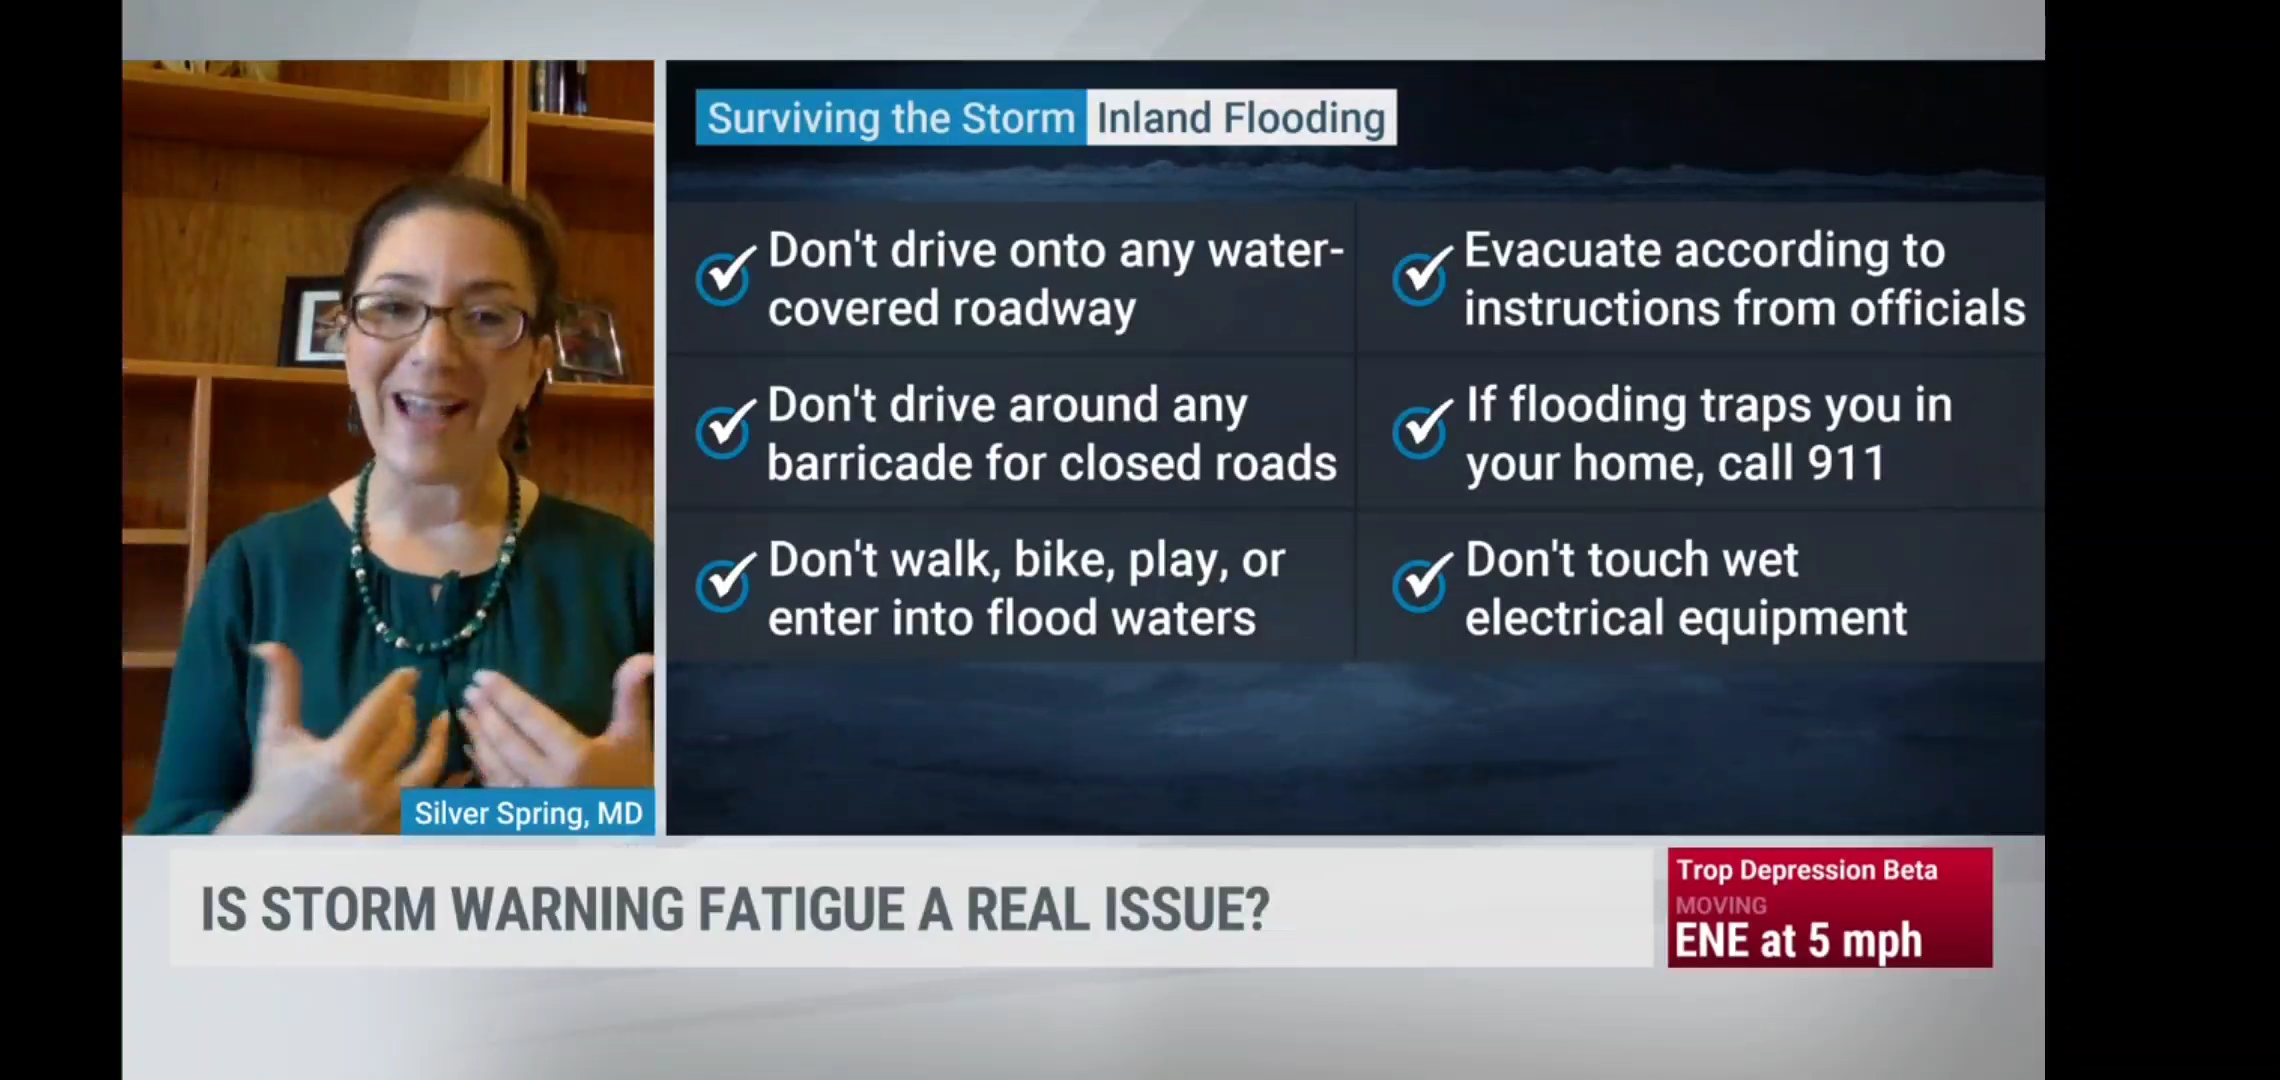 Surviving the Storm Inland Flooding
Don't drive onto any water-
covered roadway
Don't drive around any
barricade for closed roads
Don't walk, bike, play, or
enter into flood waters
Evacuate according to
instructions from officials
If flooding traps you in
your home, call 911
Don't touch wet
electrical equipment
Silver Spring, MD
IS STORM WARNING FATIGUE A REAL ISSUE?
Trop Depression Beta
MOVING
ENE at 5 mph